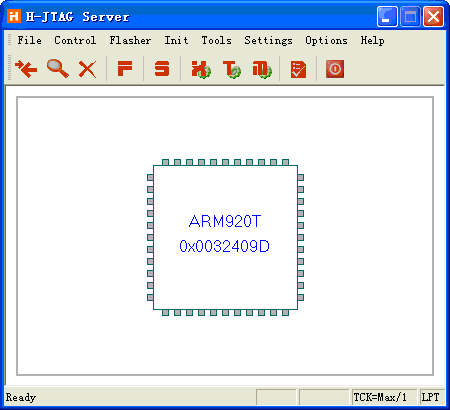 H-JTAG Server
File Control Flasher Init Tools Settings Options Help
ARM920T
0x0032409D
Ready TCK=Max/1 LPT